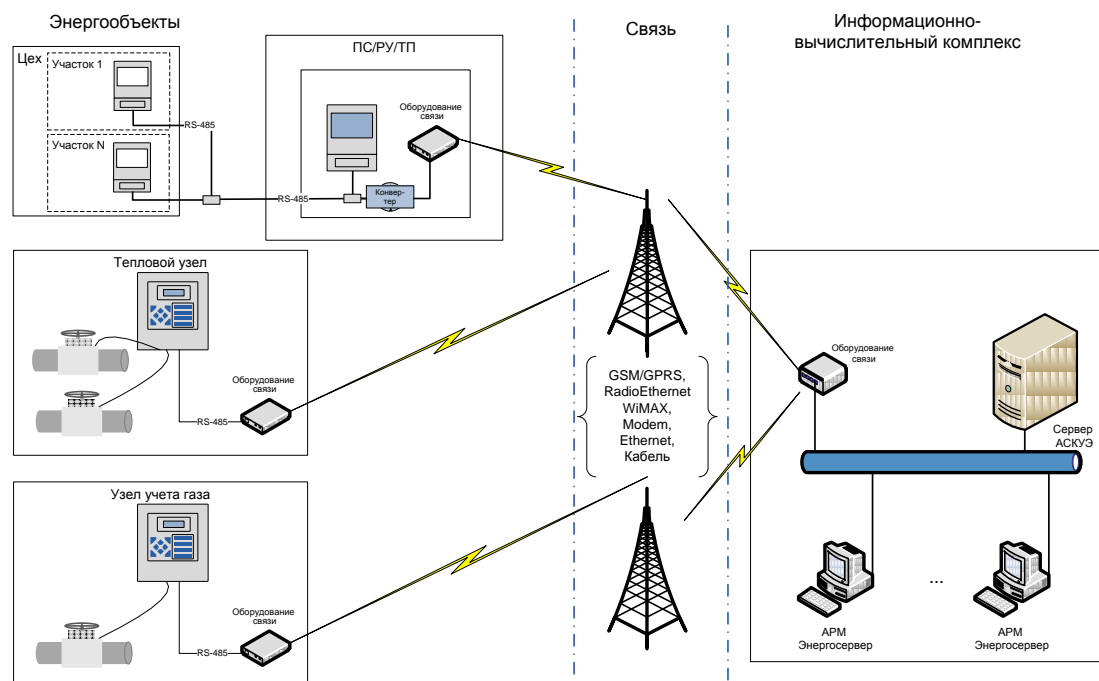 Энергообъекты
Связь
Информационно-
вычислительный комплекс
Цех
Участок 1
RS-485
Участок N
ПС/РУ/ТП
Оборудование
связи
Конвер-
тер
RS-485
Тепловой узел
Оборудование
связи
RS-485
Узел учета газа
Оборудование
связи
RS-485
GSM/GPRS,
RadioEthernet
WiMAX,
Modem,
Ethernet,
Кабель
Оборудование
связи
Сервер
АСКУЭ
...
АРМ
Энергосервер
АРМ
Энергосервер